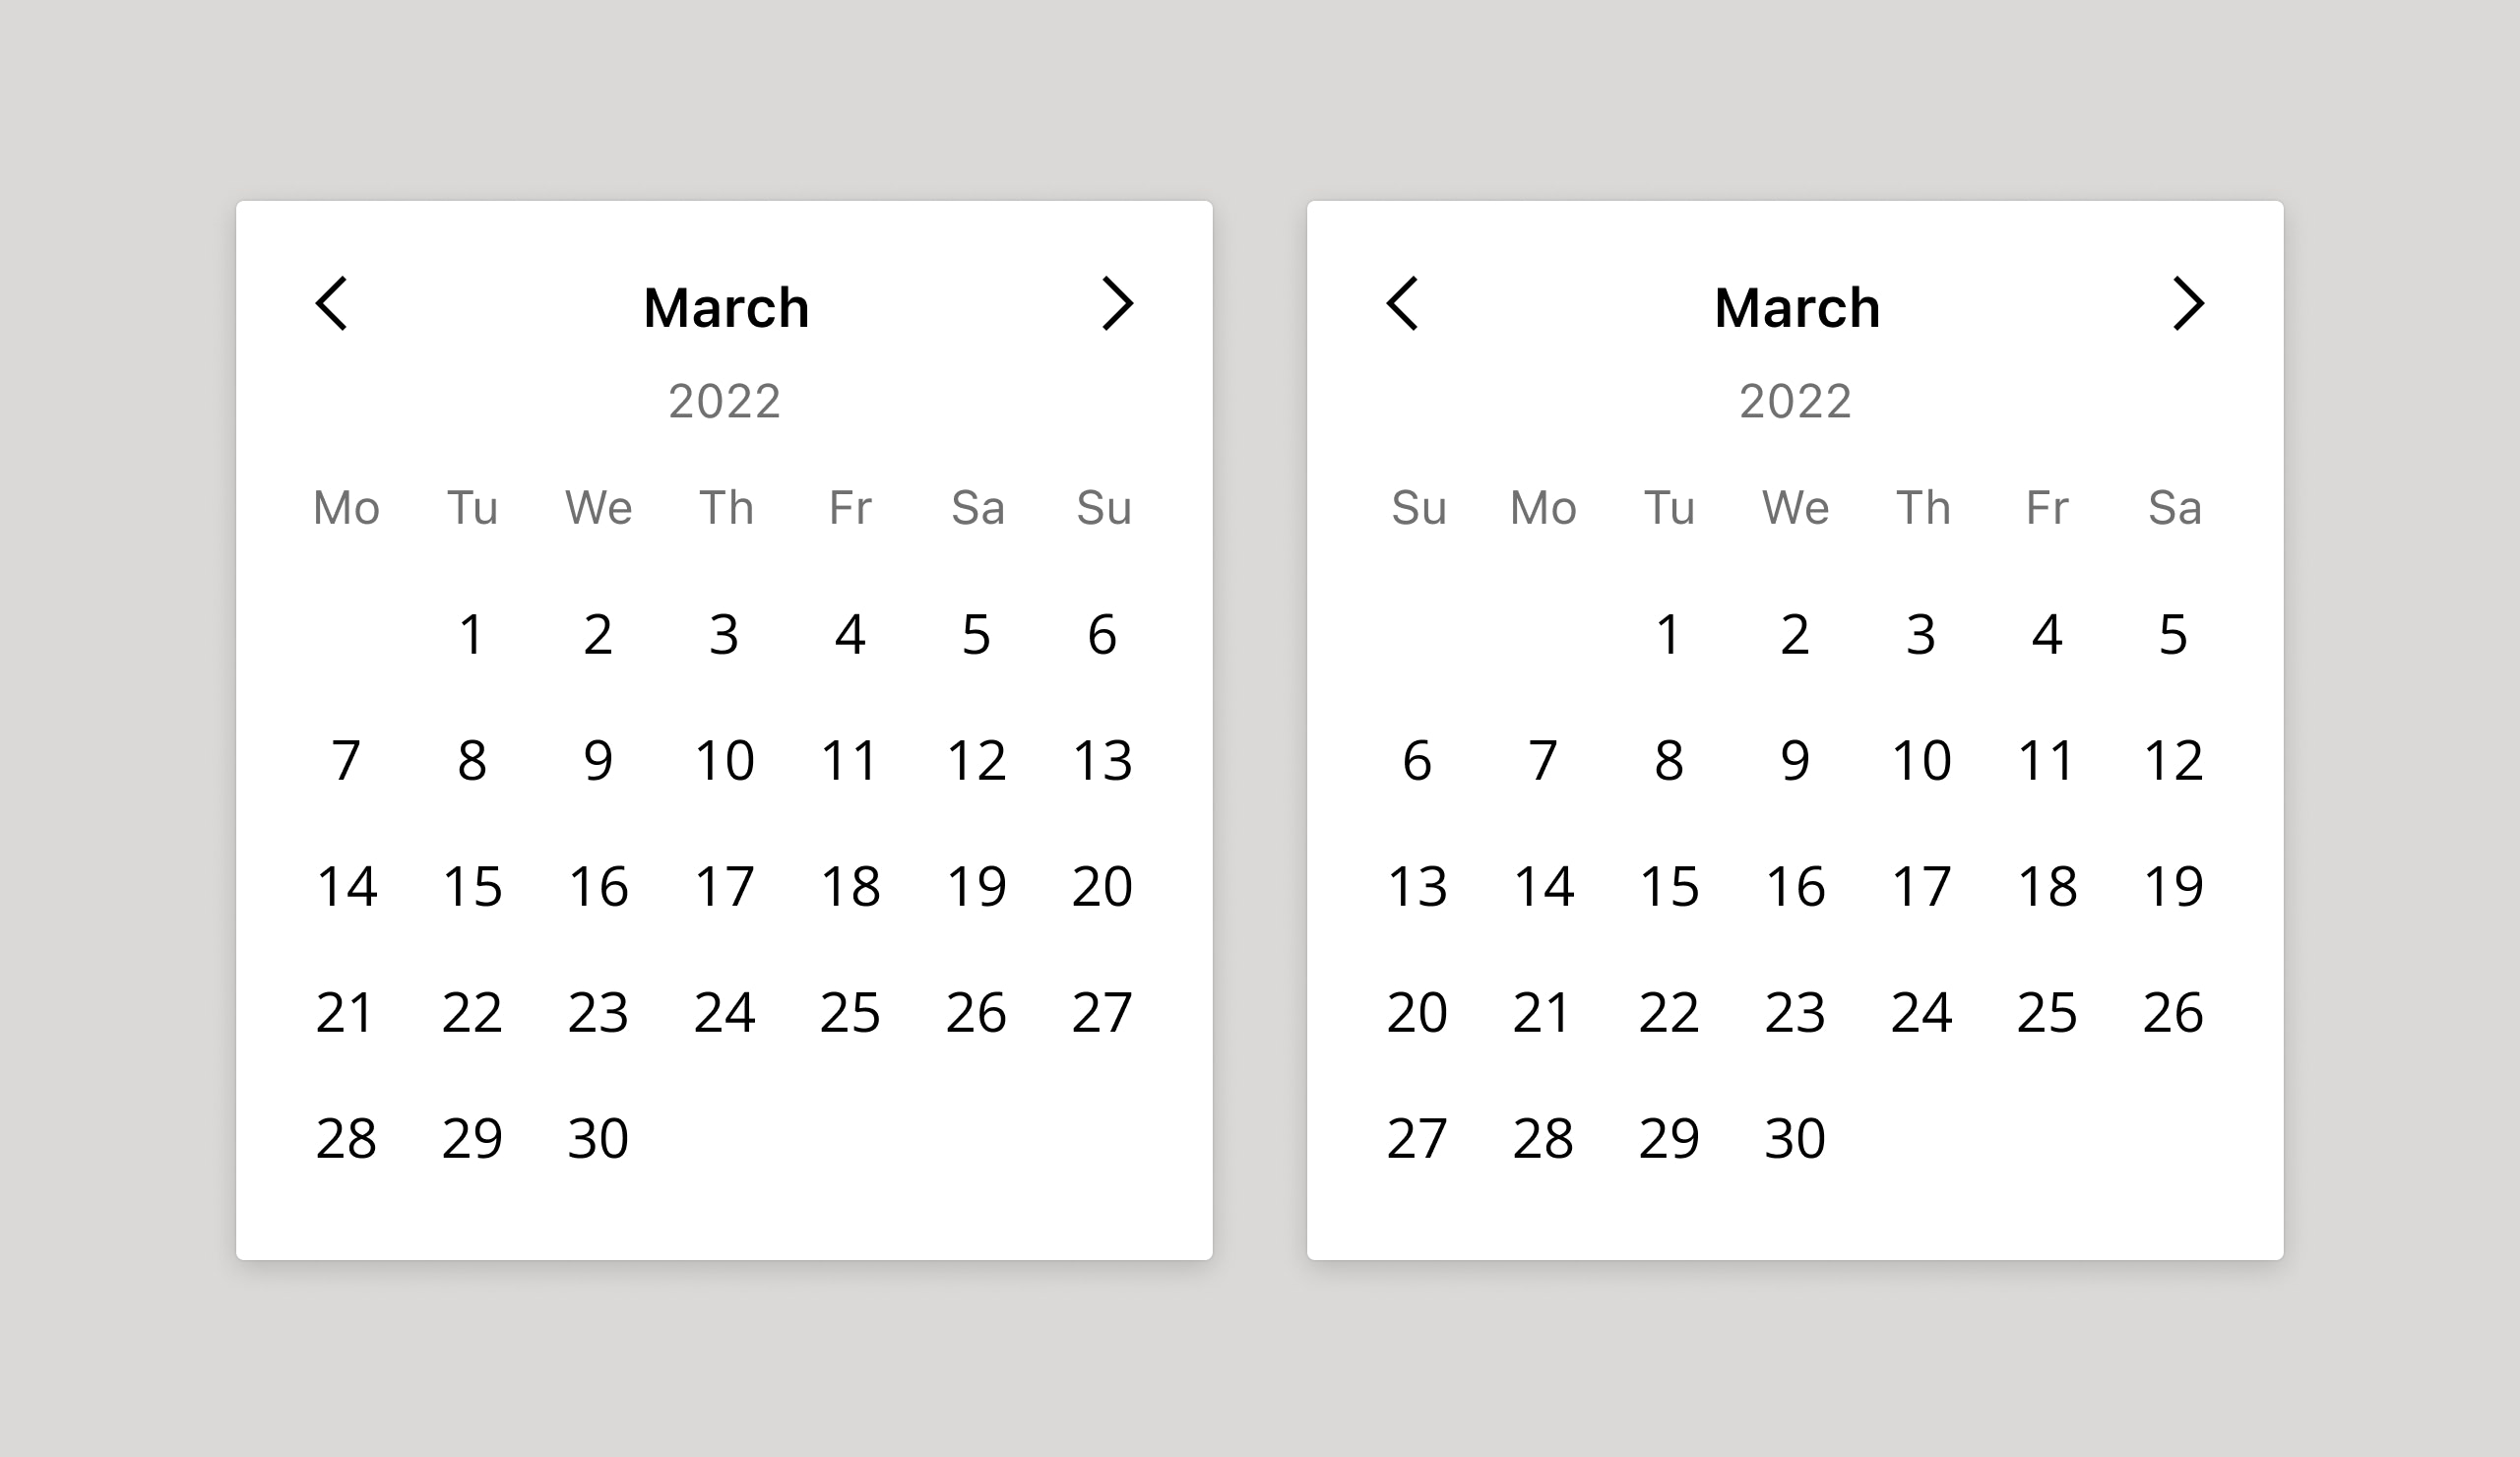 March
2022
Mo Tu We Th Fr Sa Su
1 2 3 4 5 6
7 8 9 10 11 12 13
14 15 16 17 18 19 20
21 22 23 24 25 26 27
28 29 30
March
2022
Su Mo Tu We Th Fr Sa
1 2 3 4 5
6 7 8 9 10 11 12
13 14 15 16 17 18 19
20 21 22 23 24 25 26
27 28 29 30